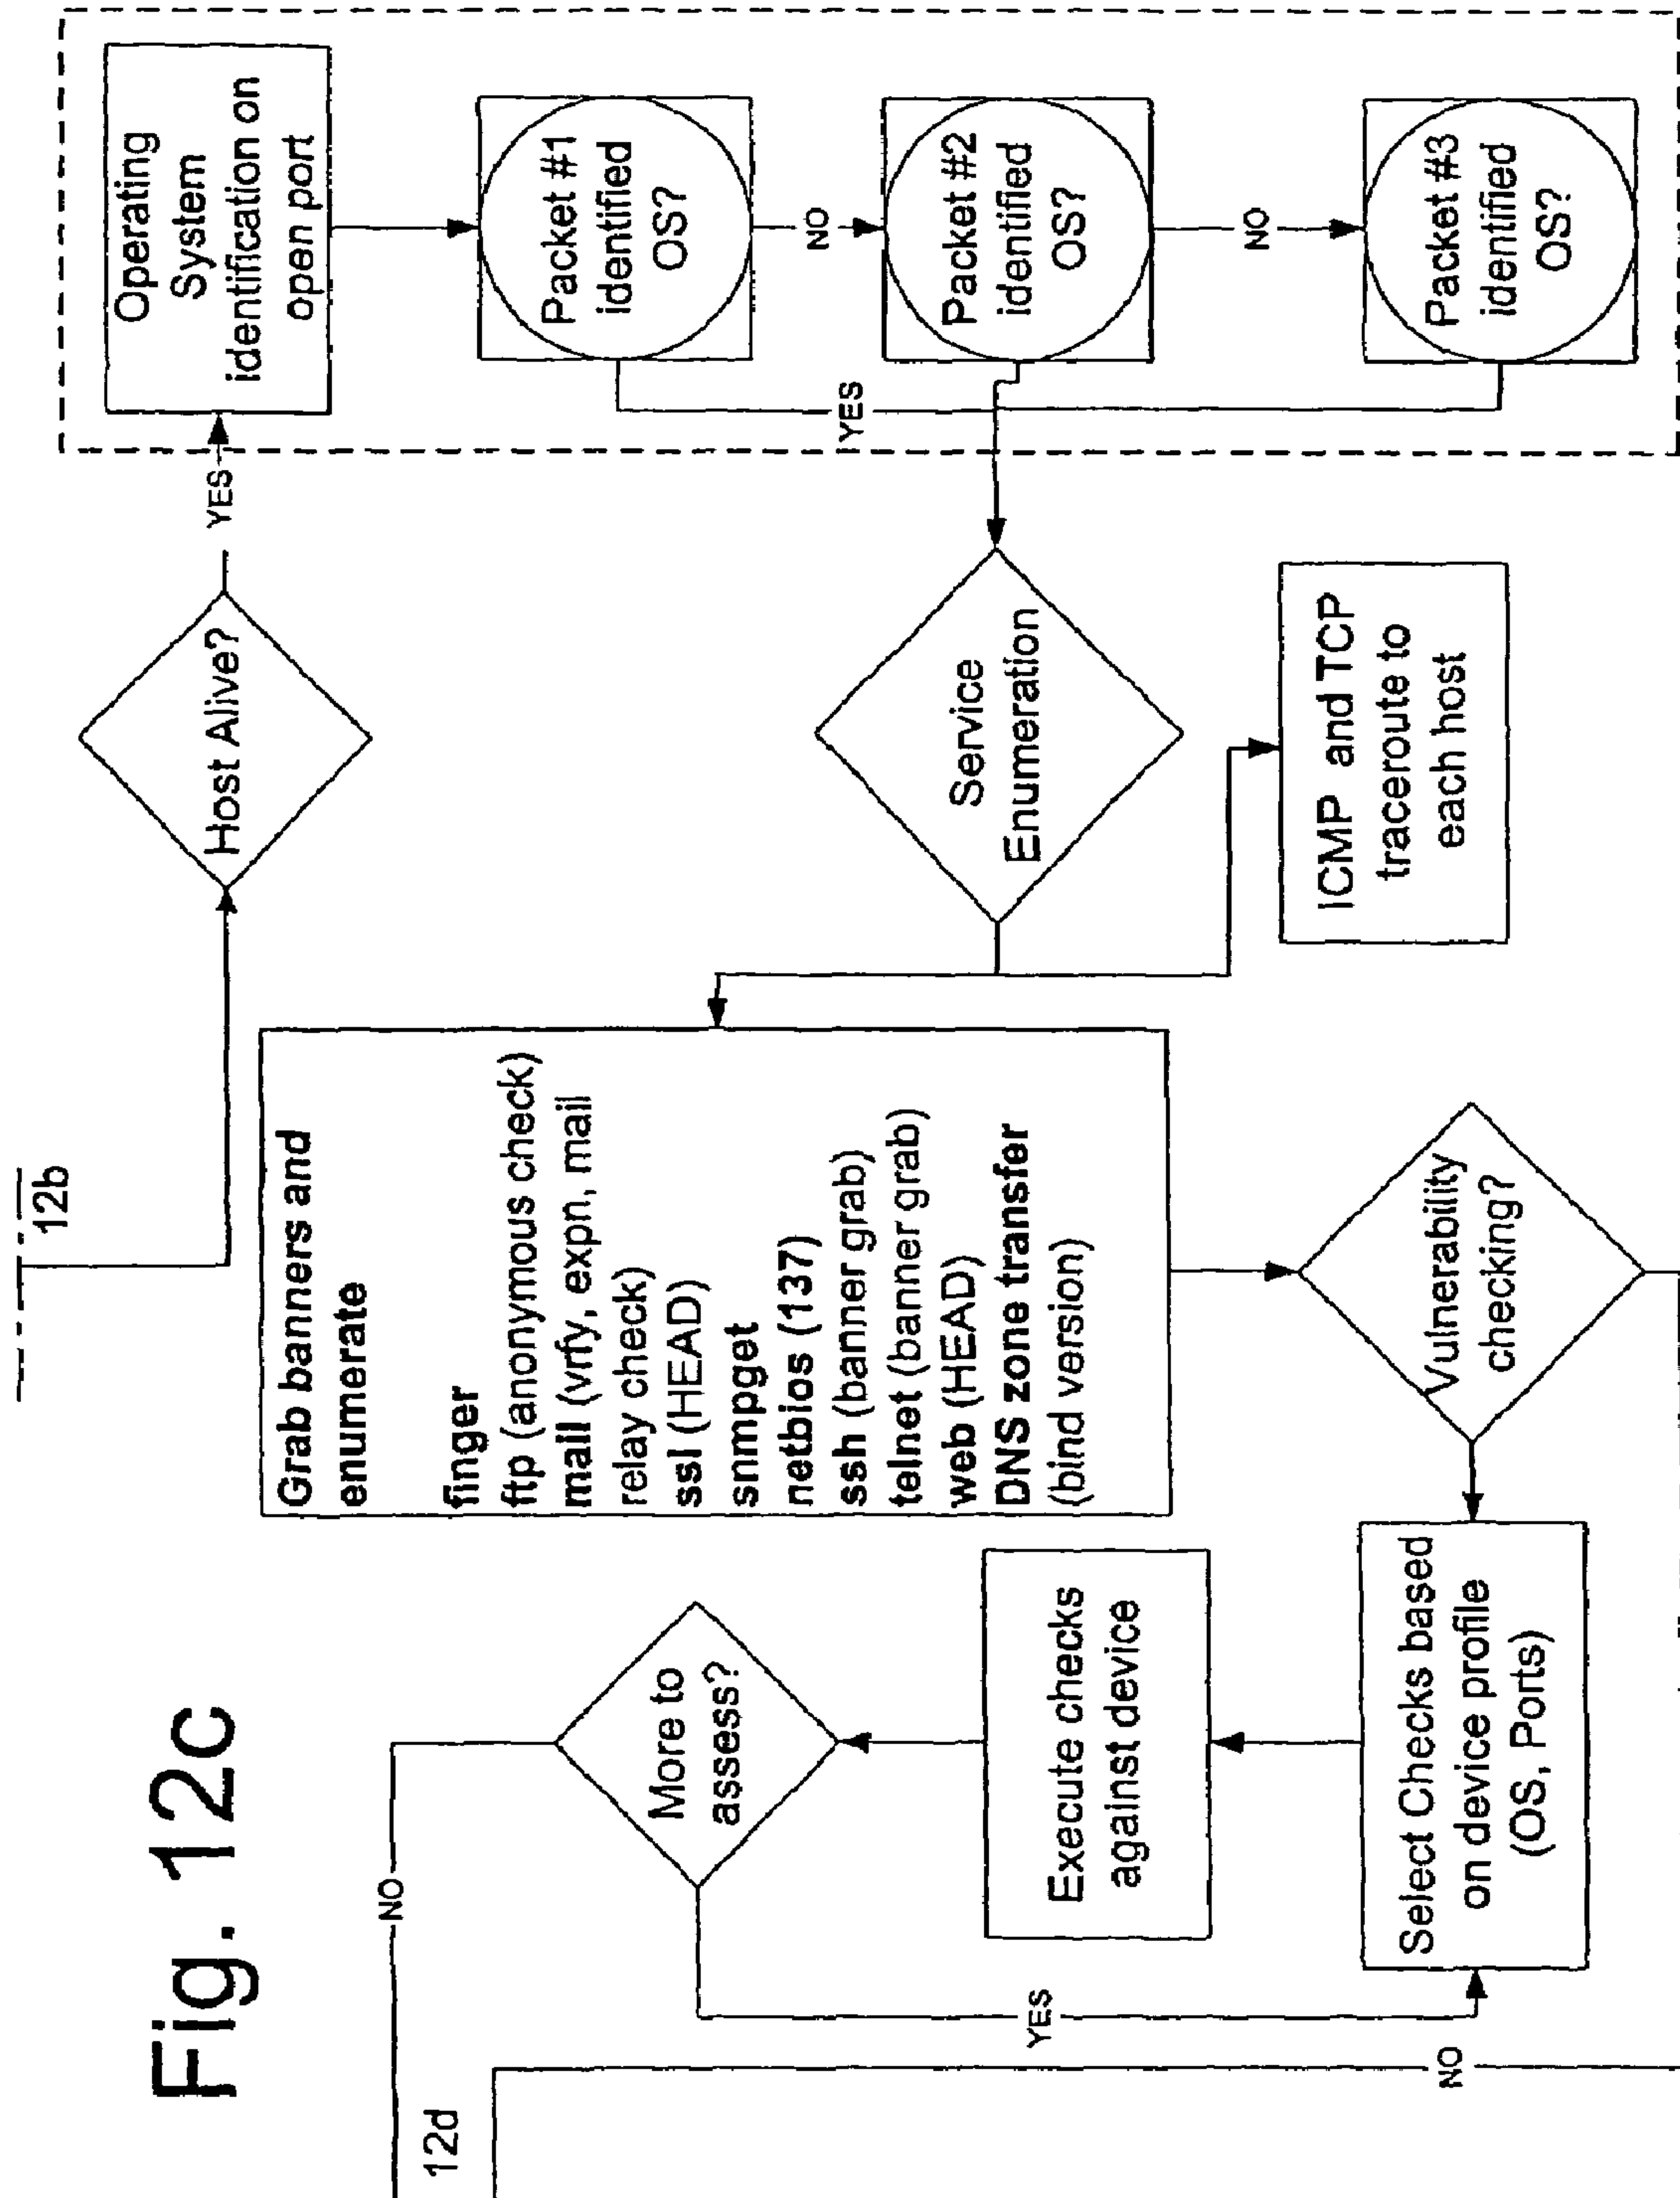 Fig. 12c
12b
Host Alive?
YES
Operating
System
identification on
open port
Packet #1
identified
OS?
NO
Packet #2
identified
OS?
NO
Packet #3
identified
OS?
YES
Service
Enumeration
ICMP and TCP
traceroute to
each host
Grab banners and
enumerate
finger
ftp (anonymous check)
mail (vrfy, expn, mail
relay check)
ssl (HEAD)
snmpget
netbios (137)
ssh (banner grab)
telnet (banner grab)
web (HEAD)
DNS zone transfer
(bind version)
Vulnerability
checking?
Select Checks based
on device profile
(OS, Ports)
Execute checks
against device
More to
assess?
NO
YES
12d
NO